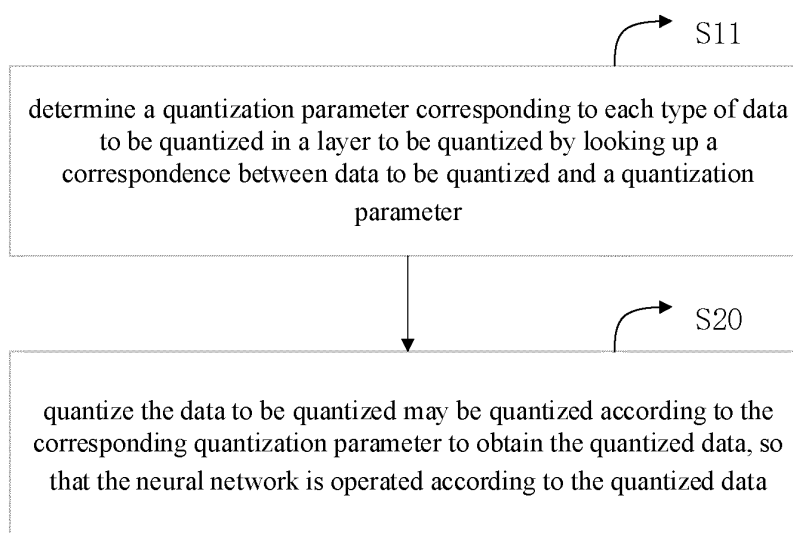 S11
determine a quantization parameter corresponding to each type of data
to be quantized in a layer to be quantized by looking up a
correspondence between data to be quantized and a quantization
parameter
S20
quantize the data to be quantized may be quantized according to the
corresponding quantization parameter to obtain the quantized data, so
that the neural network is operated according to the quantized data